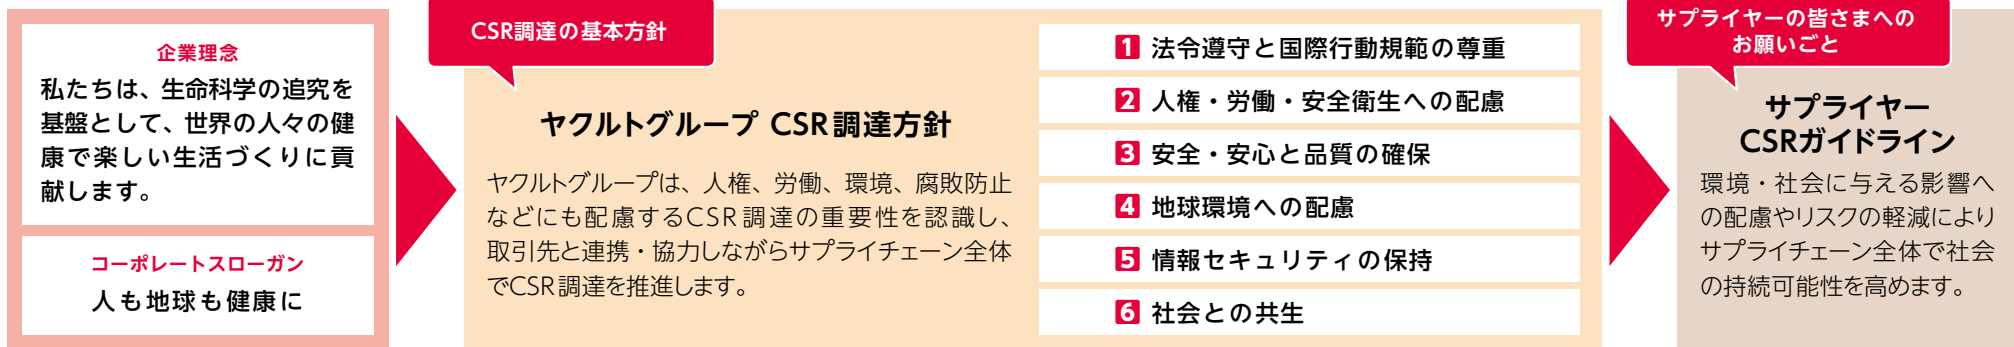 企業理念
私たちは、生命科学の追究を
基盤として、世界の人々の健
康で楽しい生活づくりに貢
献します。
コーポレートスローガン
人も地球も健康に
CSR調達の基本方針
ヤクルトグループ CSR調達方針
ヤクルトグループは、人権、労働、環境、腐敗防止
などにも配慮するCSR調達の重要性を認識し、
取引先と連携・協力しながらサプライチェーン全体
でCSR調達を推進します。
1 法令遵守と国際行動規範の尊重
2 人権・労働・安全衛生への配慮
3 安全・安心と品質の確保
4 地球環境への配慮
5 情報セキュリティの保持
6 社会との共生
サプライヤーの皆さまへの
お願いごと
サプライヤー
CSRガイドライン
環境・社会に与える影響へ
の配慮やリスクの軽減により
サプライチェーン全体で社会
の持続可能性を高めます。